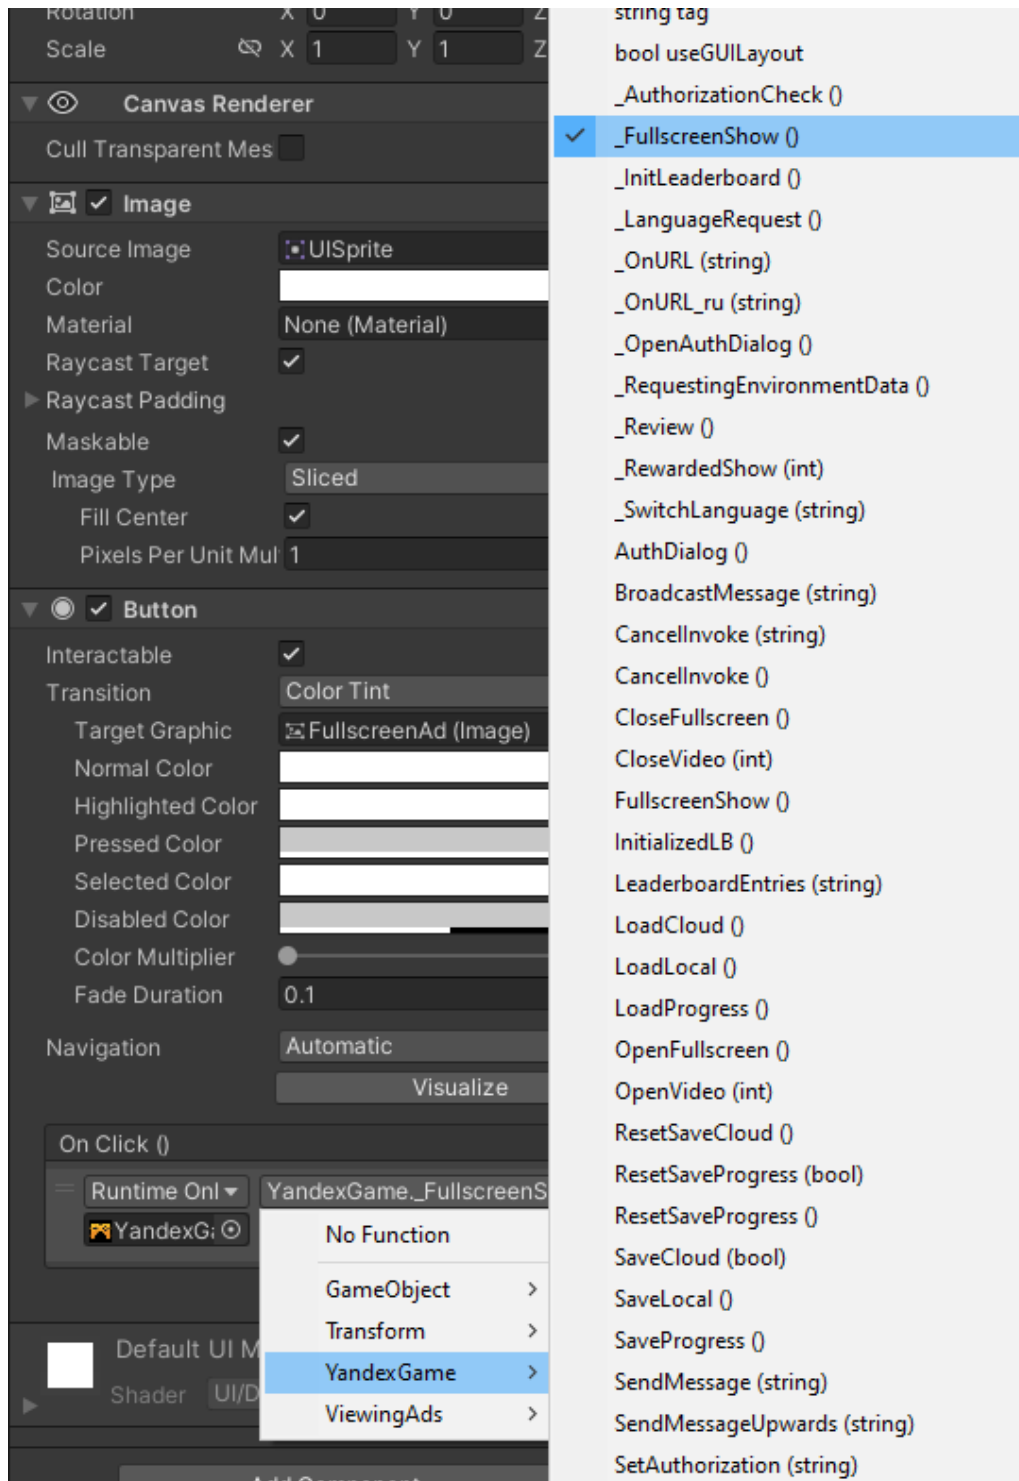 Rotation X 0 Y 0 Z
Scale X 1 Y 1 Z
Canvas Renderer
Cull Transparent Mes
Image
Source Image UISprite
Color
Material None (Material)
Raycast Target
Raycast Padding
Maskable
Image Type Sliced
Fill Center
Pixels Per Unit Mul 1
Button
Interactable
Transition Color Tint
Target Graphic FullscreenAd (Image)
Normal Color
Highlighted Color
Pressed Color
Selected Color
Disabled Color
Color Multiplier
Fade Duration 0.1
Navigation Automatic
Visualize
On Click ()
Runtime Onl YandexGame._FullscreenS
YandexGa
No Function
GameObject
Transform
YandexGame
ViewingAds
Default UI M
Shader UI/D
Add Component
string tag
bool useGUILayout
_AuthorizationCheck ()
_FullscreenShow ()
_InitLeaderboard ()
_LanguageRequest ()
_OnURL (string)
_OnURL_ru (string)
_OpenAuthDialog ()
_RequestingEnvironmentData ()
_Review ()
_RewardedShow (int)
_SwitchLanguage (string)
AuthDialog ()
BroadcastMessage (string)
CancelInvoke (string)
CancelInvoke ()
CloseFullscreen ()
CloseVideo (int)
FullscreenShow ()
InitializedLB ()
LeaderboardEntries (string)
LoadCloud ()
LoadLocal ()
LoadProgress ()
OpenFullscreen ()
OpenVideo (int)
ResetSaveCloud ()
ResetSaveProgress (bool)
ResetSaveProgress ()
SaveCloud (bool)
SaveLocal ()
SaveProgress ()
SendMessage (string)
SendMessageUpwards (string)
SetAuthorization (string)